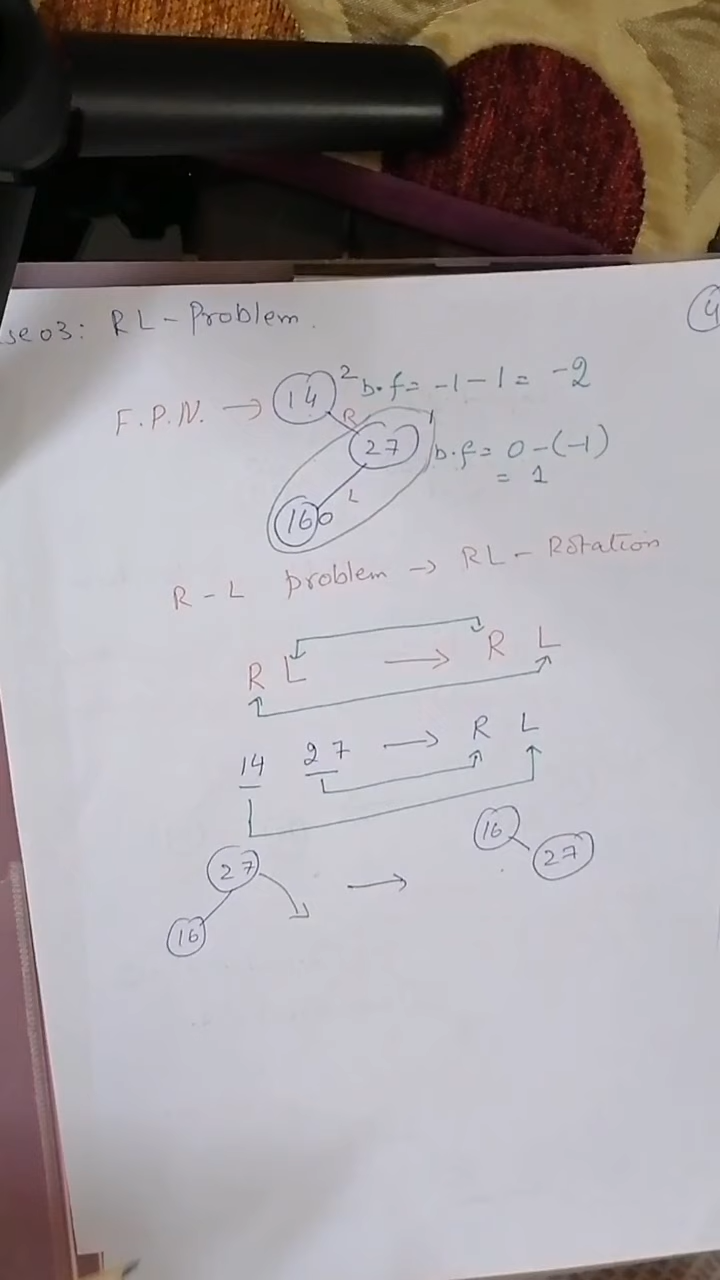 se 03: RL - Problem.
4
F.P.N. → 14 2 b.f = -1 - 1 = -2
R
27 1 b.f = 0 - (-1)
= 1
L
16 0
R - L problem → RL - Rotation
R L → R L
14 27 → R L
27 → 16
27
16